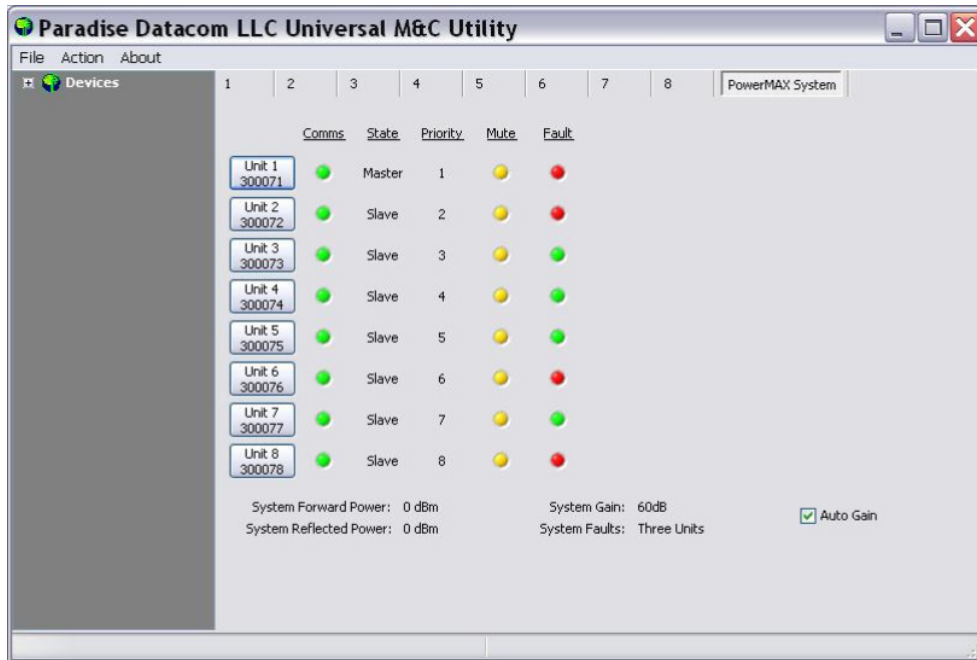 Paradise Datacom LLC Universal M&C Utility
File Action About
Devices
1 2 3 4 5 6 7 8 PowerMAX System
Comms State Priority Mute Fault
Unit 1
300071 Master 1
Unit 2
300072 Slave 2
Unit 3
300073 Slave 3
Unit 4
300074 Slave 4
Unit 5
300075 Slave 5
Unit 6
300076 Slave 6
Unit 7
300077 Slave 7
Unit 8
300078 Slave 8
System Forward Power: 0 dBm System Gain: 60dB
Auto Gain
System Reflected Power: 0 dBm System Faults: Three Units